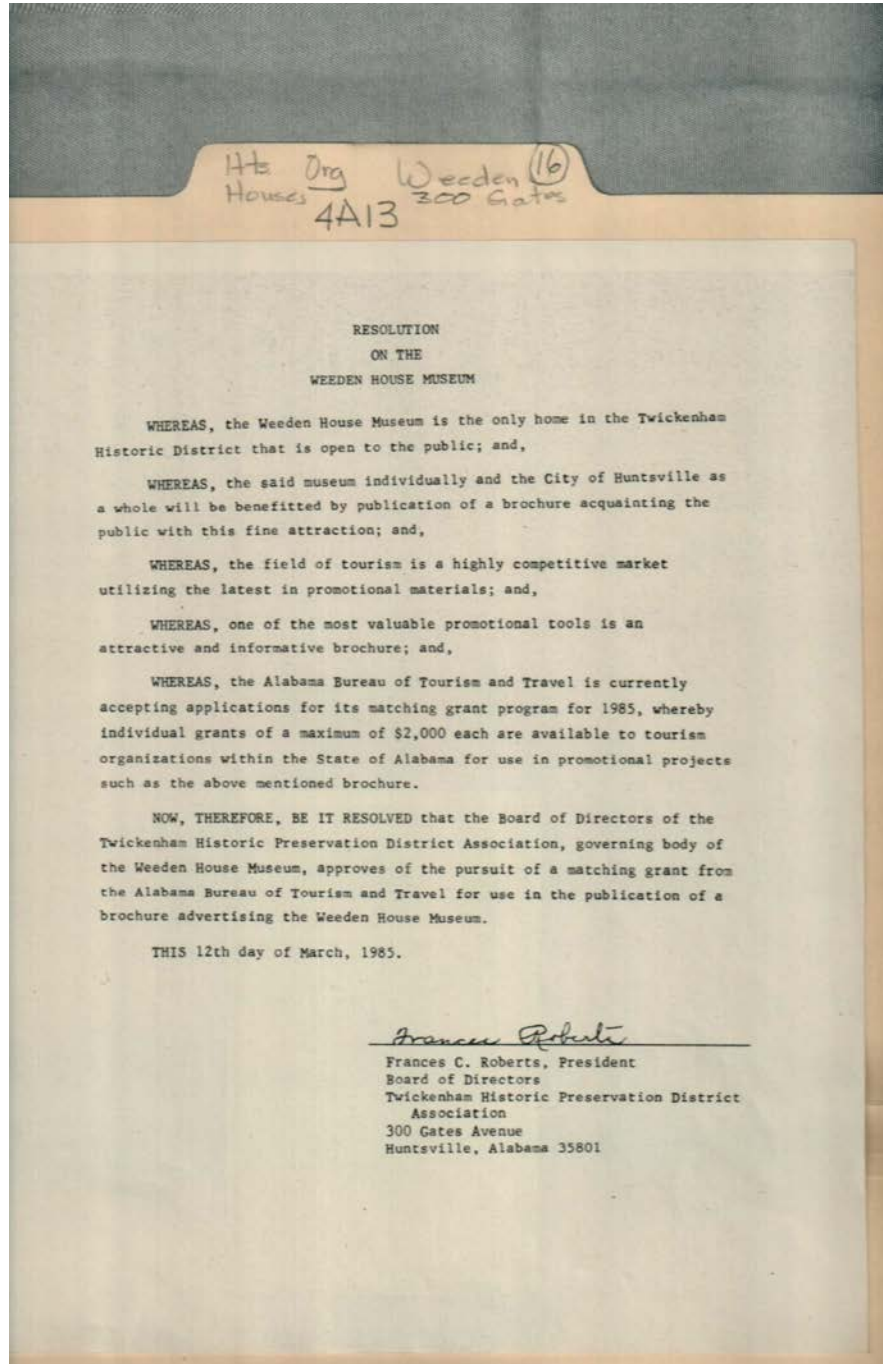 Hts Org Weeden 16
Houses 300 Gates
4A13
RESOLUTION
ON THE
WEEDEN HOUSE MUSEUM
WHEREAS, the Weeden House Museum is the only home in the Twickenham
Historic District that is open to the public; and,
WHEREAS, the said museum individually and the City of Huntsville as
a whole will be benefitted by publication of a brochure acquainting the
public with this fine attraction; and,
WHEREAS, the field of tourism is a highly competitive market
utilizing the latest in promotional materials; and,
WHEREAS, one of the most valuable promotional tools is an
attractive and informative brochure; and,
WHEREAS, the Alabama Bureau of Tourism and Travel is currently
accepting applications for its matching grant program for 1985, whereby
individual grants of a maximum of $2,000 each are available to tourism
organizations within the State of Alabama for use in promotional projects
such as the above mentioned brochure.
NOW, THEREFORE, BE IT RESOLVED that the Board of Directors of the
Twickenham Historic Preservation District Association, governing body of
the Weeden House Museum, approves of the pursuit of a matching grant from
the Alabama Bureau of Tourism and Travel for use in the publication of a
brochure advertising the Weeden House Museum.
THIS 12th day of March, 1985.
Frances Roberts
Frances C. Roberts, President
Board of Directors
Twickenham Historic Preservation District
Association
300 Gates Avenue
Huntsville, Alabama 35801